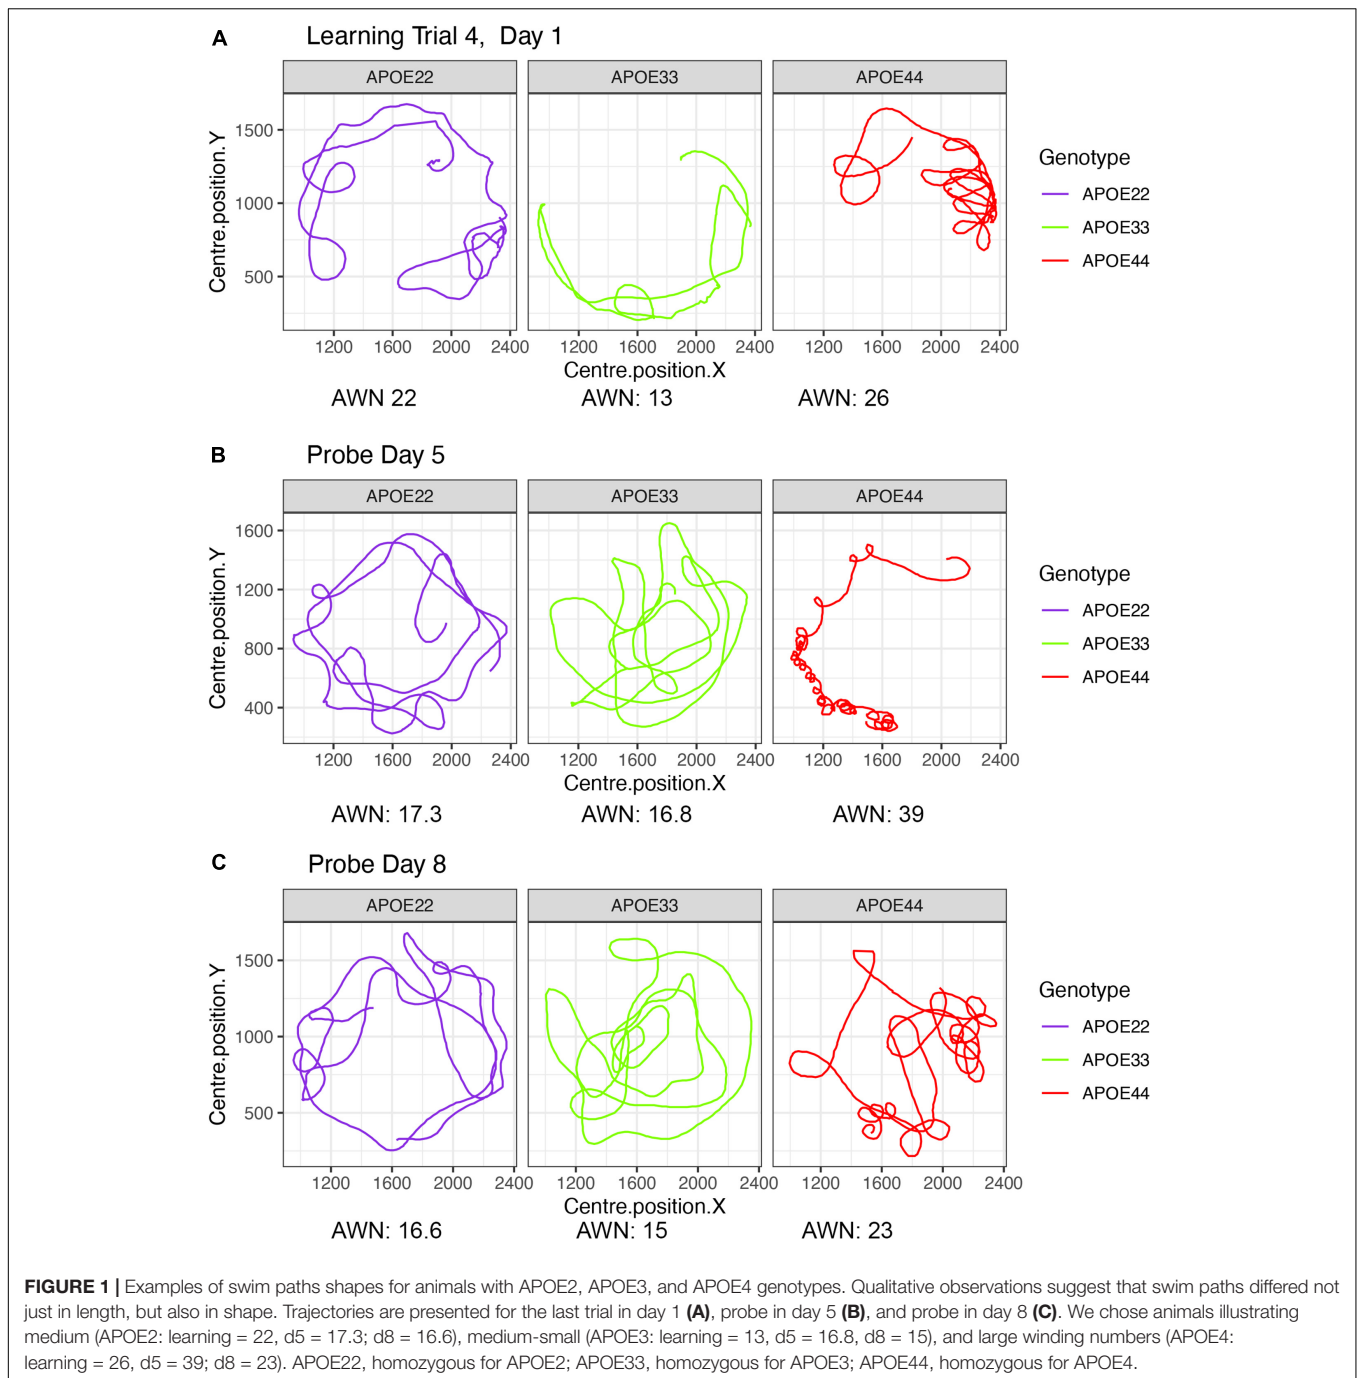 A Learning Trial 4, Day 1
APOE22 APOE33 APOE44
Centre.position.Y
1500
1000
500
1200 1600 2000 2400 1200 1600 2000 2400 1200 1600 2000 2400
Centre.position.X
AWN 22 AWN: 13 AWN: 26
Genotype
APOE22
APOE33
APOE44
B Probe Day 5
APOE22 APOE33 APOE44
Centre.position.Y
1600
1200
800
400
1200 1600 2000 2400 1200 1600 2000 2400 1200 1600 2000 2400
Centre.position.X
AWN: 17.3 AWN: 16.8 AWN: 39
Genotype
APOE22
APOE33
APOE44
C Probe Day 8
APOE22 APOE33 APOE44
Centre.position.Y
1500
1000
500
1200 1600 2000 2400 1200 1600 2000 2400 1200 1600 2000 2400
Centre.position.X
AWN: 16.6 AWN: 15 AWN: 23
Genotype
APOE22
APOE33
APOE44
FIGURE 1 | Examples of swim paths shapes for animals with APOE2, APOE3, and APOE4 genotypes. Qualitative observations suggest that swim paths differed not
just in length, but also in shape. Trajectories are presented for the last trial in day 1 (A), probe in day 5 (B), and probe in day 8 (C). We chose animals illustrating
medium (APOE2: learning = 22, d5 = 17.3; d8 = 16.6), medium-small (APOE3: learning = 13, d5 = 16.8, d8 = 15), and large winding numbers (APOE4:
learning = 26, d5 = 39; d8 = 23). APOE22, homozygous for APOE2; APOE33, homozygous for APOE3; APOE44, homozygous for APOE4.